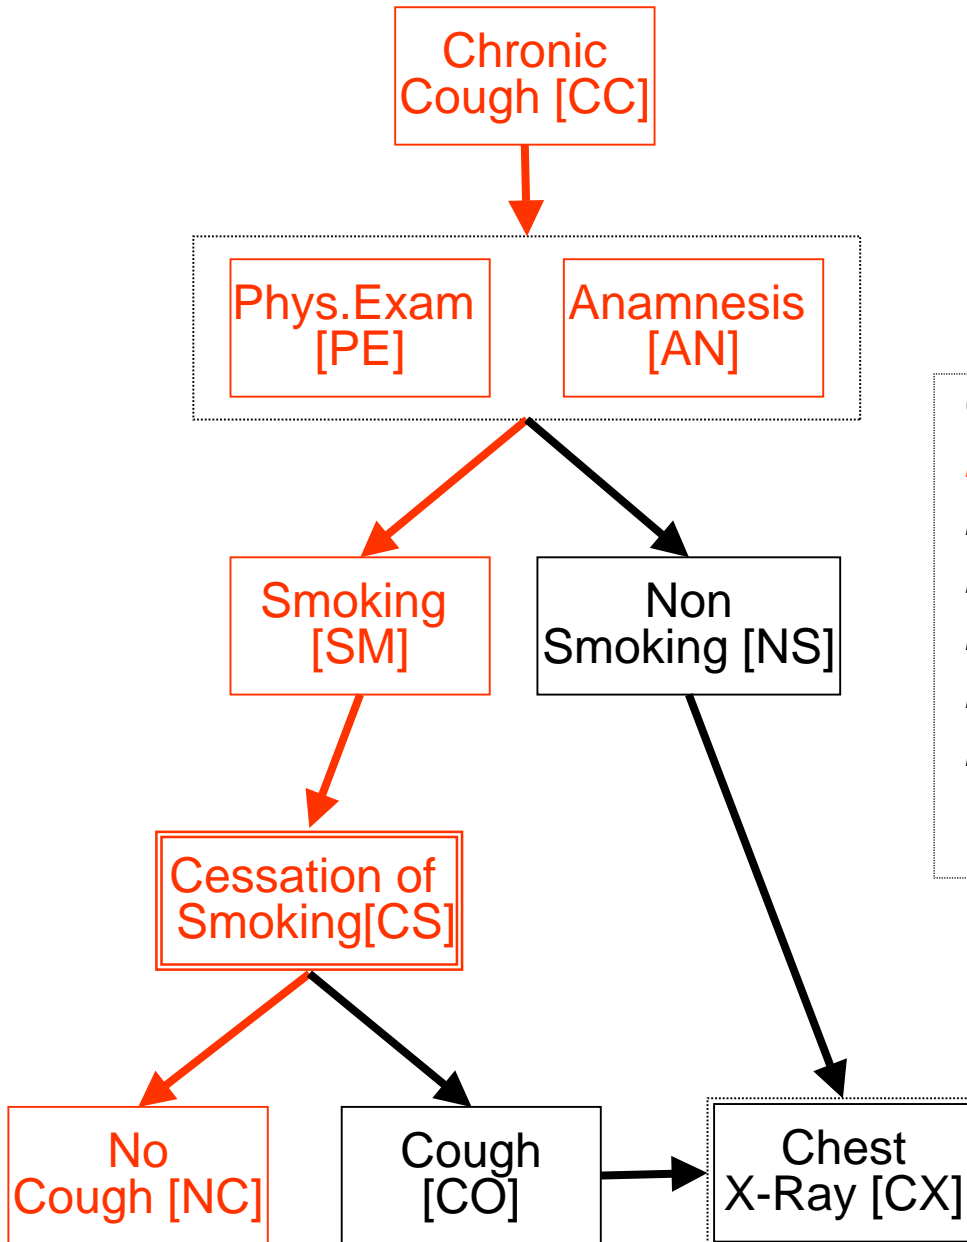 Chronic
Cough [CC]
Phys.Exam
[PE]
Anamnesis
[AN]
Smoking
[SM]
Non
Smoking [NS]
Cessation of
Smoking[CS]
No
Cough [NC]
Cough
[CO]
Chest
X-Ray [CX]